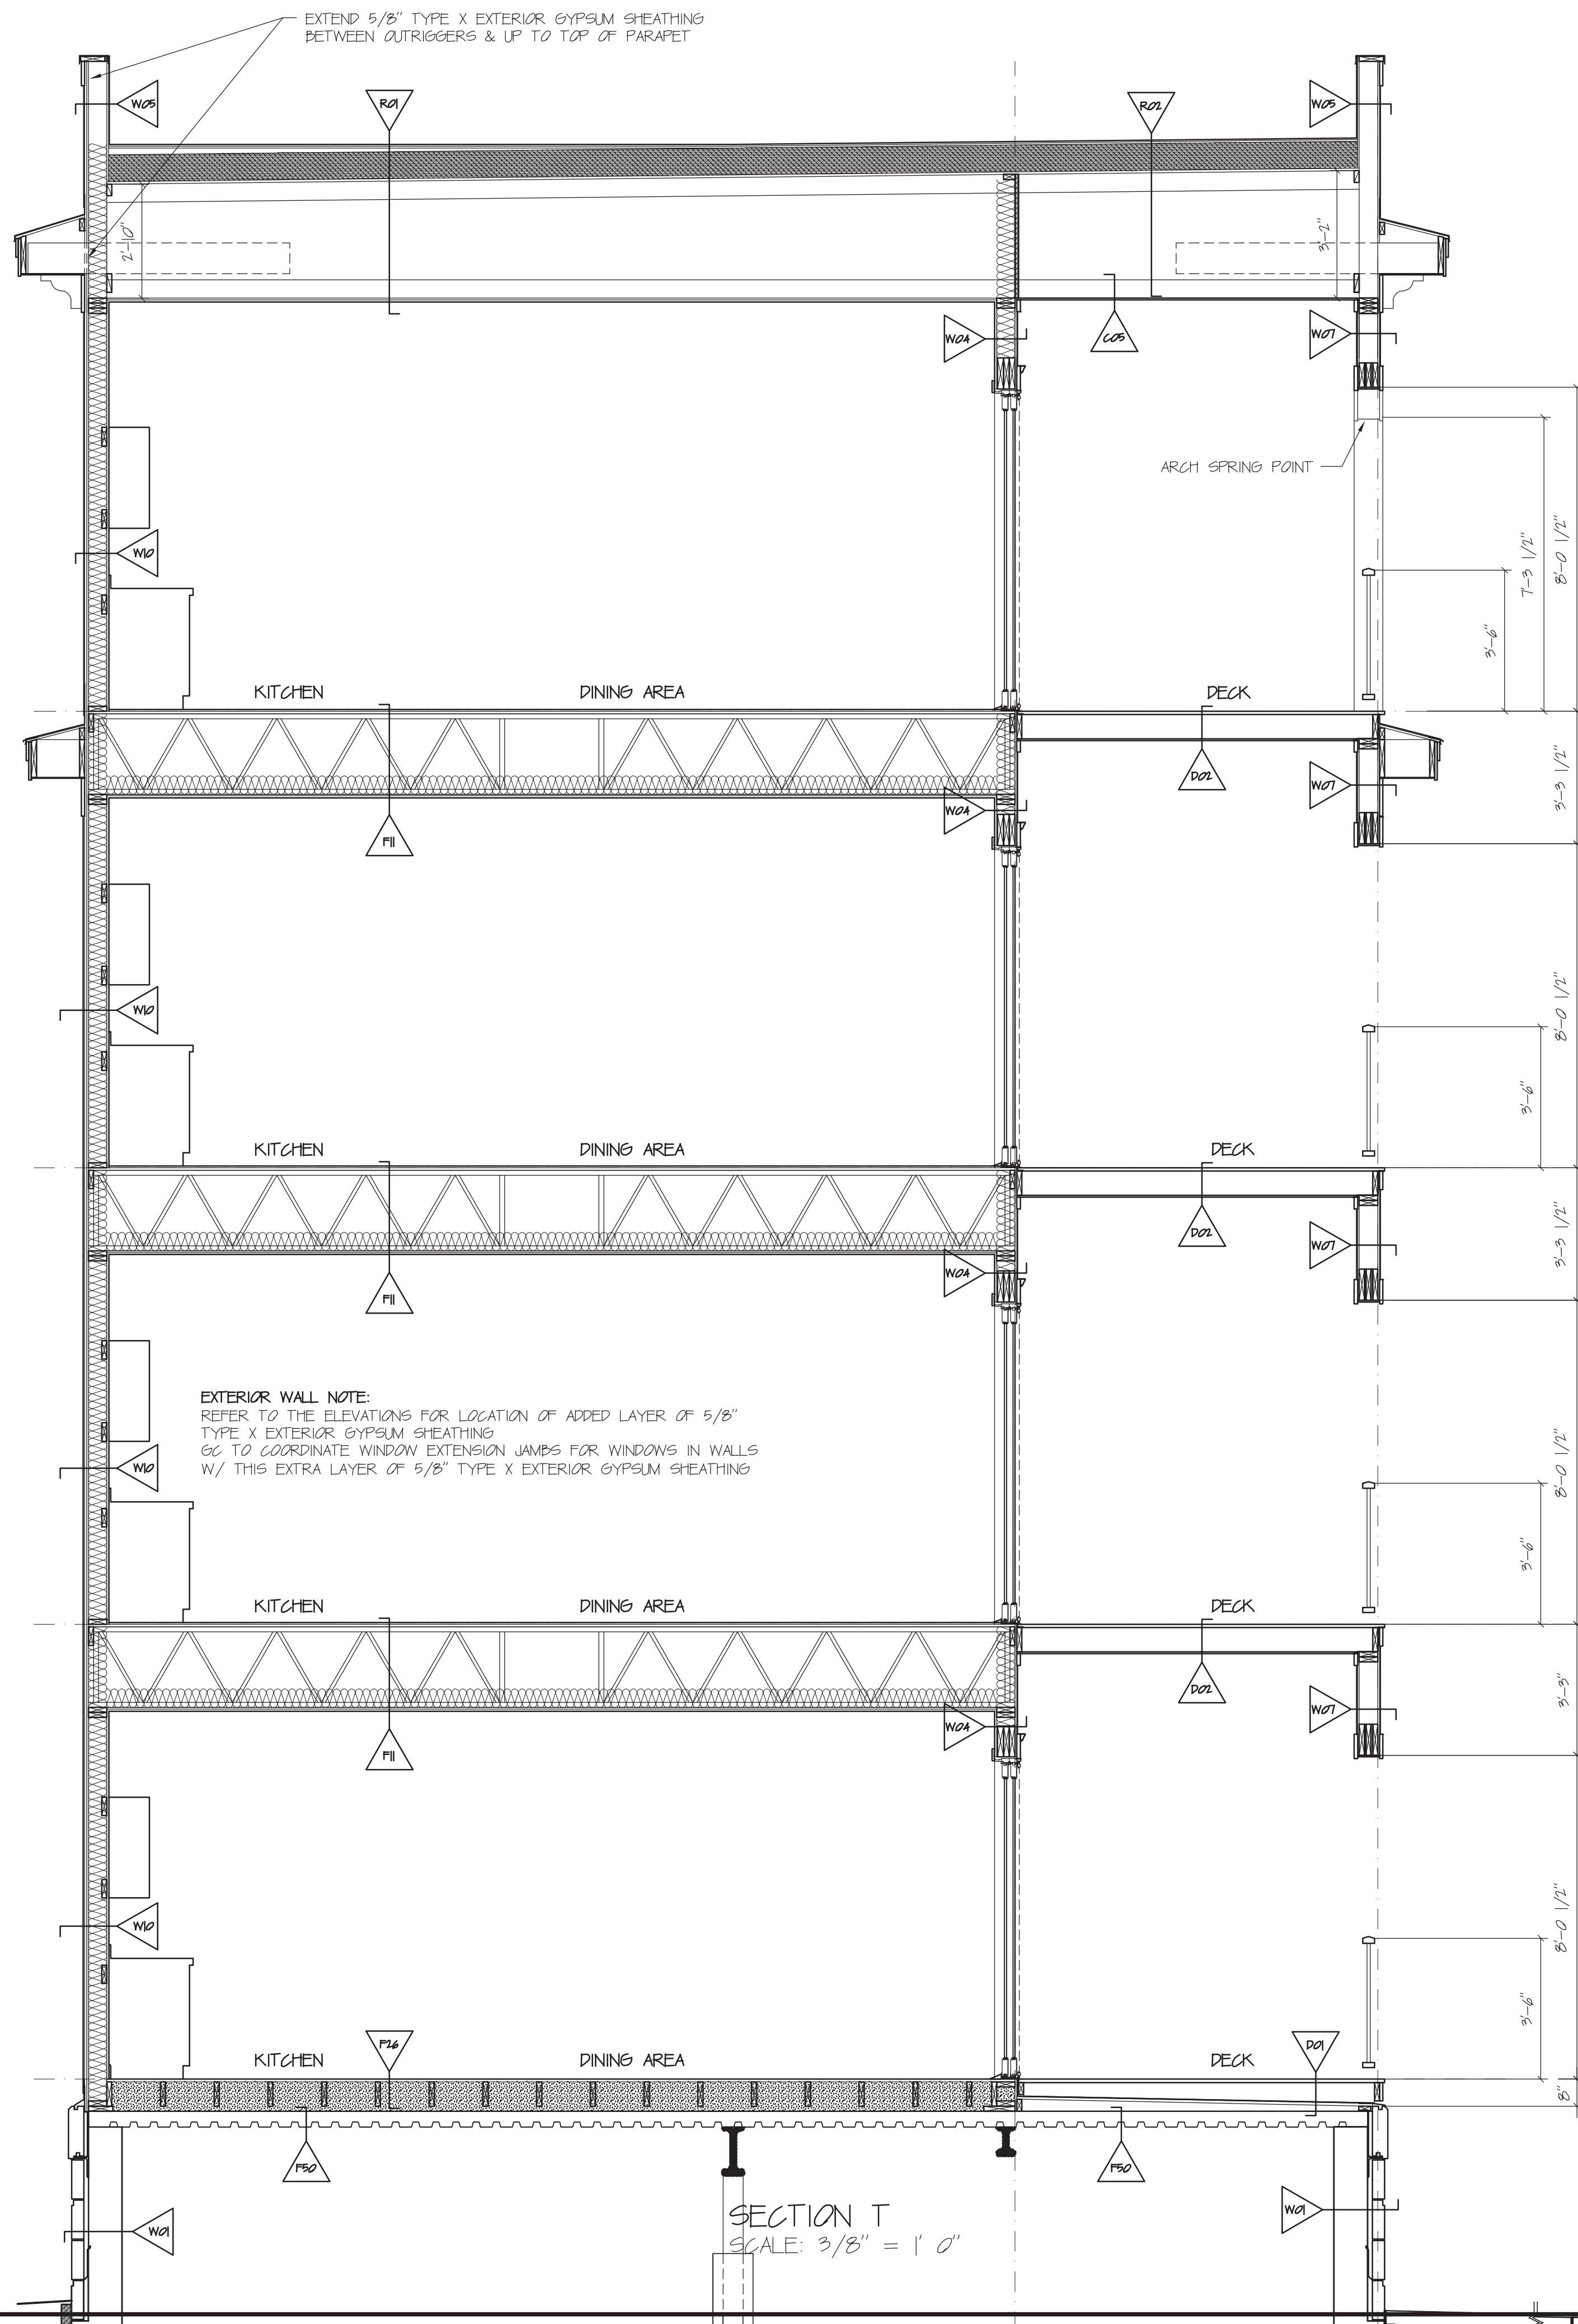 EXTEND 5/8" TYPE X EXTERIOR GYPSUM SHEATHING
BETWEEN OUTRIGGERS & UP TO TOP OF PARAPET
W05
R01
R02
W05
2'-10"
3'-2"
W04
C05
W07
ARCH SPRING POINT
W10
7'-3 1/2"
8'-0 1/2"
3'-6"
KITCHEN
DINING AREA
DECK
D02
W07
3'-3 1/2"
W04
F11
W10
8'-0 1/2"
3'-6"
KITCHEN
DINING AREA
DECK
D02
W07
3'-3 1/2"
W04
F11
EXTERIOR WALL NOTE:
REFER TO THE ELEVATIONS FOR LOCATION OF ADDED LAYER OF 5/8"
TYPE X EXTERIOR GYPSUM SHEATHING
GC TO COORDINATE WINDOW EXTENSION JAMBS FOR WINDOWS IN WALLS
W/ THIS EXTRA LAYER OF 5/8" TYPE X EXTERIOR GYPSUM SHEATHING
W10
8'-0 1/2"
3'-6"
KITCHEN
DINING AREA
DECK
D02
W07
3'-3"
W04
F11
W10
8'-0 1/2"
3'-6"
F26
D01
KITCHEN
DINING AREA
DECK
8"
F50
F50
W01
W01
SECTION T
SCALE: 3/8" = 1' 0"